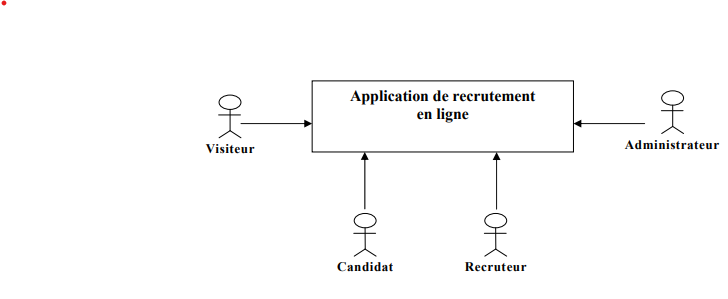 Application de recrutement
en ligne
Visiteur
Administrateur
Candidat
Recruteur